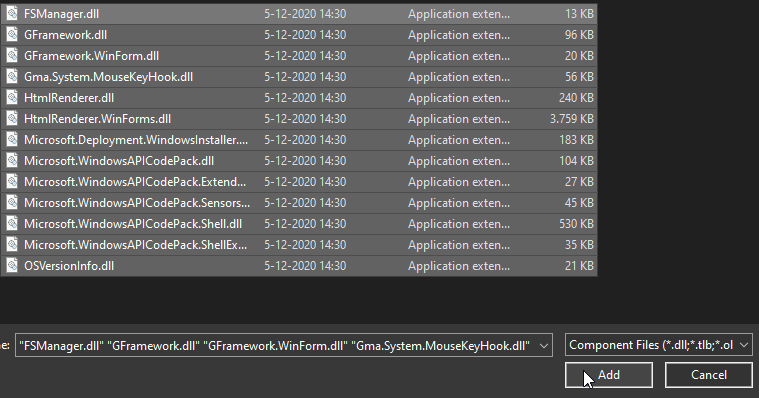 FSManager.dll 5-12-2020 14:30 Application exten... 13 KB
GFramework.dll 5-12-2020 14:30 Application exten... 96 KB
GFramework.WinForm.dll 5-12-2020 14:30 Application exten... 20 KB
Gma.System.MouseKeyHook.dll 5-12-2020 14:30 Application exten... 56 KB
HtmlRenderer.dll 5-12-2020 14:30 Application exten... 240 KB
HtmlRenderer.WinForms.dll 5-12-2020 14:30 Application exten... 3.759 KB
Microsoft.Deployment.WindowsInstaller.... 5-12-2020 14:30 Application exten... 183 KB
Microsoft.WindowsAPICodePack.dll 5-12-2020 14:30 Application exten... 104 KB
Microsoft.WindowsAPICodePack.Extend... 5-12-2020 14:30 Application exten... 27 KB
Microsoft.WindowsAPICodePack.Sensors... 5-12-2020 14:30 Application exten... 45 KB
Microsoft.WindowsAPICodePack.Shell.dll 5-12-2020 14:30 Application exten... 530 KB
Microsoft.WindowsAPICodePack.ShellEx... 5-12-2020 14:30 Application exten... 35 KB
OSVersionInfo.dll 5-12-2020 14:30 Application exten... 21 KB
ne: "FSManager.dll" "GFramework.dll" "GFramework.WinForm.dll" "Gma.System.MouseKeyHook.dll" Component Files (*.dll;*.tlb;*.ol
Add Cancel